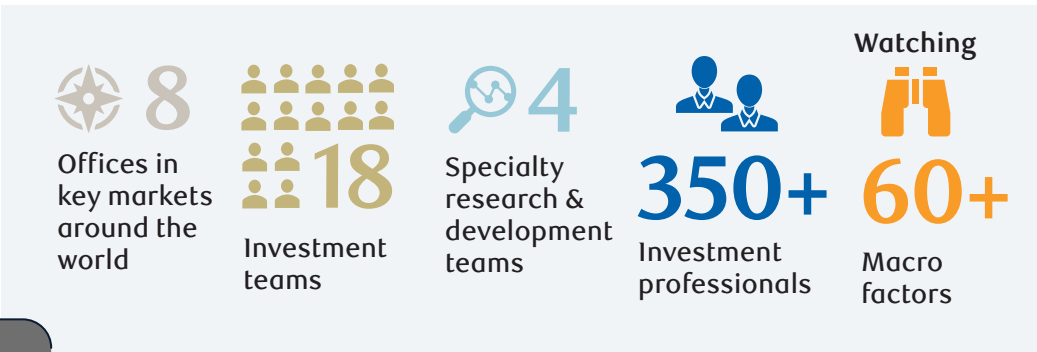 8
Offices in
key markets
around the
world
18
Investment
teams
4
Specialty
research &
development
teams
350+
Investment
professionals
Watching
60+
Macro
factors